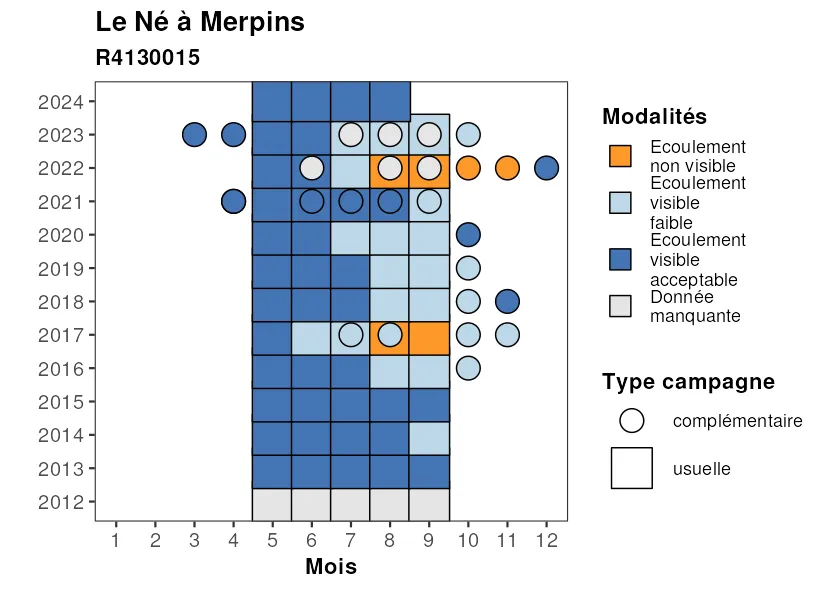 Le Né à Merpins
R4130015
2024
2023
2022
2021
2020
2019
2018
2017
2016
2015
2014
2013
2012
1 2 3 4 5 6 7 8 9 10 11 12
Mois
Modalités
Ecoulement
non visible
Ecoulement
visible
faible
Ecoulement
visible
acceptable
Donnée
manquante
Type campagne
complémentaire
usuelle